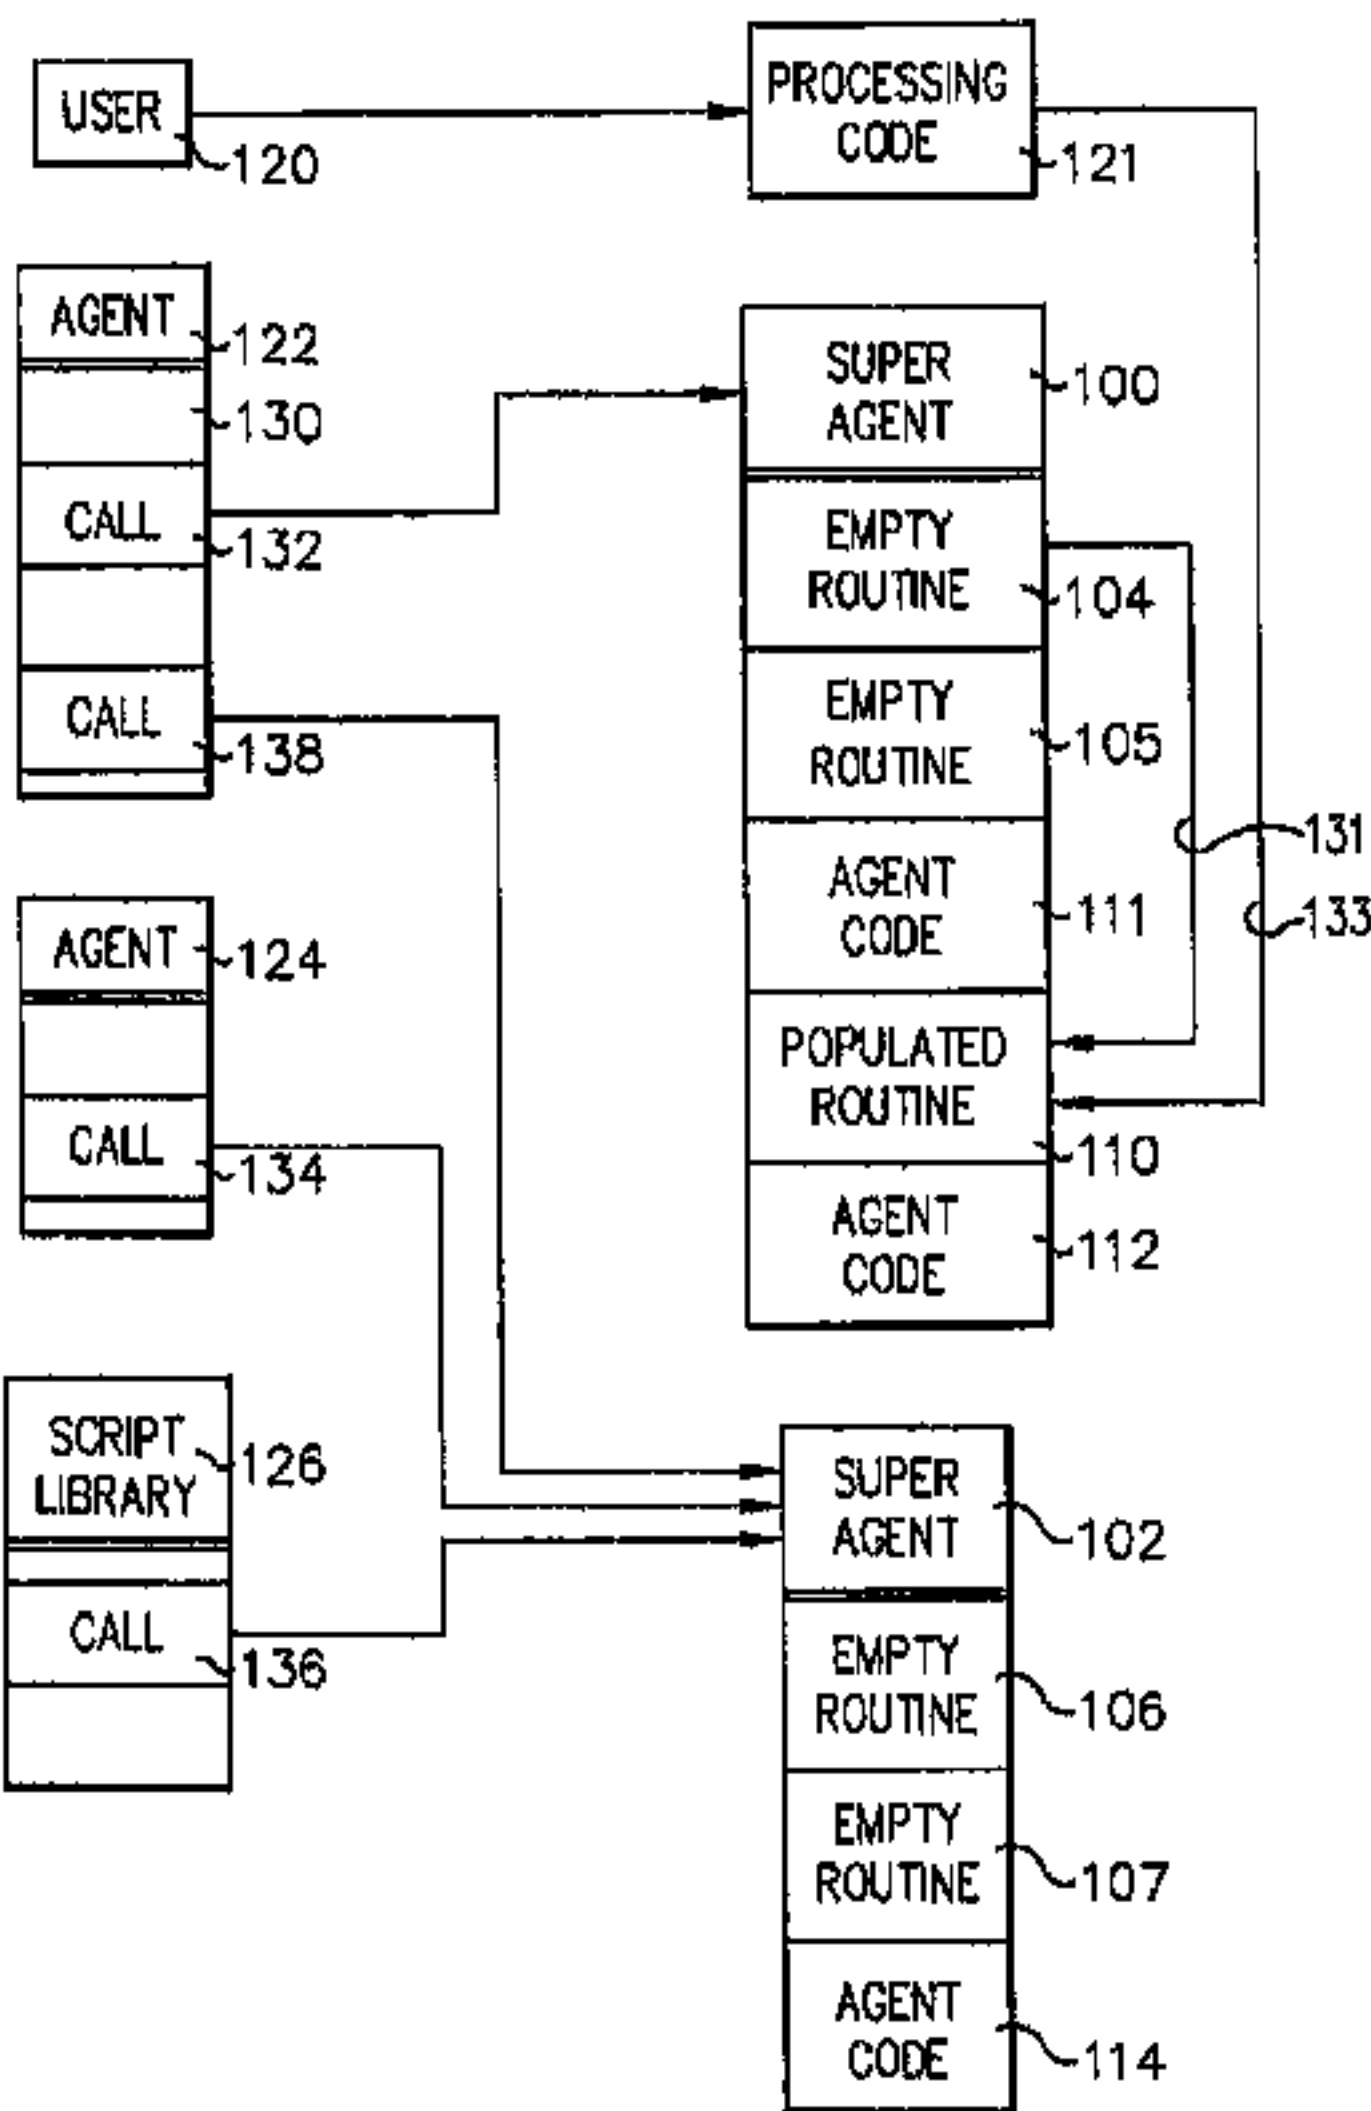 USER
120
PROCESSING
CODE
121
AGENT
122
130
CALL
132
CALL
138
SUPER
AGENT
100
EMPTY
ROUTINE
104
EMPTY
ROUTINE
105
AGENT
CODE
111
POPULATED
ROUTINE
110
AGENT
CODE
112
131
133
AGENT
124
CALL
134
SCRIPT
LIBRARY
126
CALL
136
SUPER
AGENT
102
EMPTY
ROUTINE
106
EMPTY
ROUTINE
107
AGENT
CODE
114